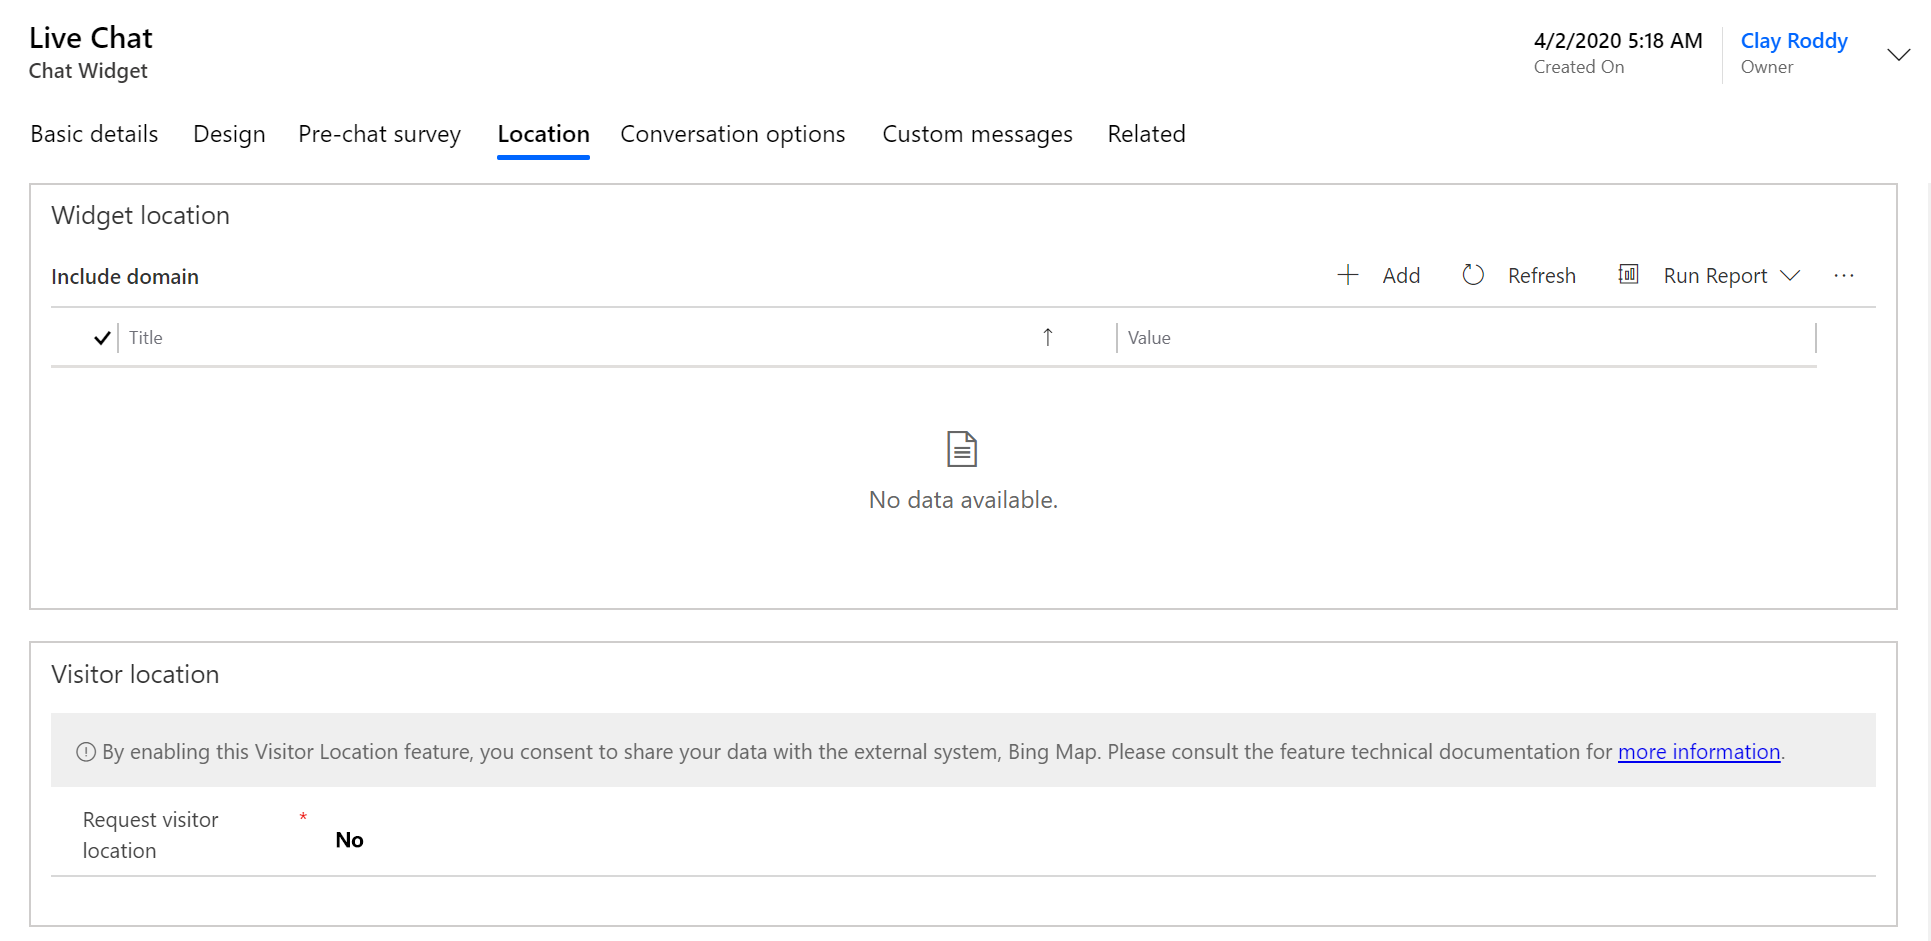 Live Chat
Chat Widget
4/2/2020 5:18 AM
Created On
Clay Roddy
Owner
Basic details Design Pre-chat survey Location Conversation options Custom messages Related
Widget location
Include domain
Add Refresh Run Report ...
Title Value
No data available.
Visitor location
By enabling this Visitor Location feature, you consent to share your data with the external system, Bing Map. Please consult the feature technical documentation for more information.
Request visitor
location
*
No